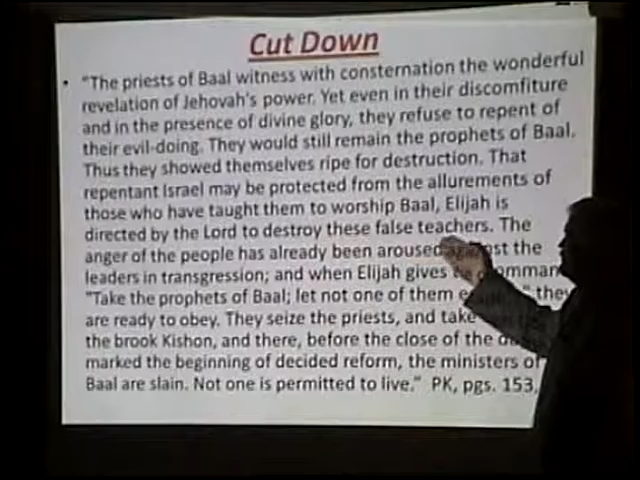 Cut Down
• "The priests of Baal witness with consternation the wonderful
revelation of Jehovah's power. Yet even in their discomfiture
and in the presence of divine glory, they refuse to repent of
their evil-doing. They would still remain the prophets of Baal.
Thus they showed themselves ripe for destruction. That
repentant Israel may be protected from the allurements of
those who have taught them to worship Baal, Elijah is
directed by the Lord to destroy these false teachers. The
anger of the people has already been aroused against the
leaders in transgression; and when Elijah gives
"Take the prophets of Baal; let not one of them " they
are ready to obey. They seize the priests, and take
the brook Kishon, and there, before the close of the
marked the beginning of decided reform, the ministers of
Baal are slain. Not one is permitted to live." PK, pgs. 153,